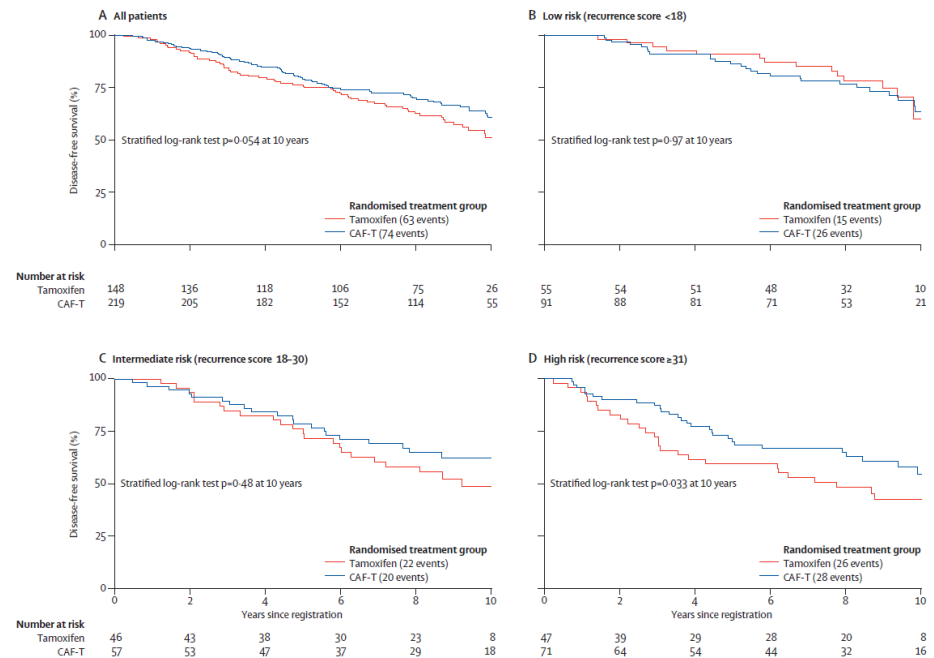 A All patients
100
75
50
25
0
Disease-free survival (%)
Stratified log-rank test p=0·054 at 10 years
Randomised treatment group
Tamoxifen (63 events)
CAF-T (74 events)
B Low risk (recurrence score <18)
Stratified log-rank test p=0·97 at 10 years
Randomised treatment group
Tamoxifen (15 events)
CAF-T (26 events)
Number at risk
Tamoxifen 148 136 118 106 75 26 55 54 51 48 32 10
CAF-T 219 205 182 152 114 55 91 88 81 71 53 21
C Intermediate risk (recurrence score 18–30)
100
75
50
25
0
Disease-free survival (%)
Stratified log-rank test p=0·48 at 10 years
Randomised treatment group
Tamoxifen (22 events)
CAF-T (20 events)
0 2 4 6 8 10
Years since registration
D High risk (recurrence score ≥31)
Stratified log-rank test p=0·033 at 10 years
Randomised treatment group
Tamoxifen (26 events)
CAF-T (28 events)
0 2 4 6 8 10
Years since registration
Number at risk
Tamoxifen 46 43 38 30 23 8 47 39 29 28 20 8
CAF-T 57 53 47 37 29 18 71 64 54 44 32 16